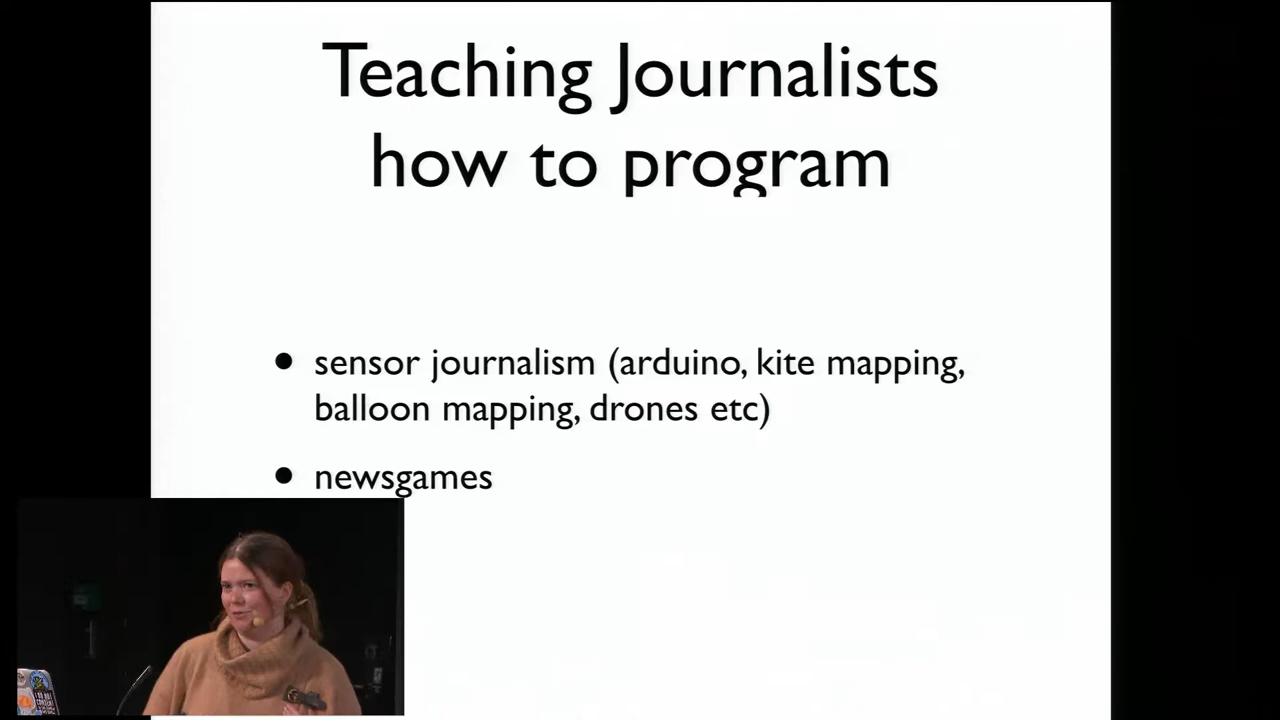 Teaching Journalists
how to program
• sensor journalism (arduino, kite mapping,
balloon mapping, drones etc)
• newsgames